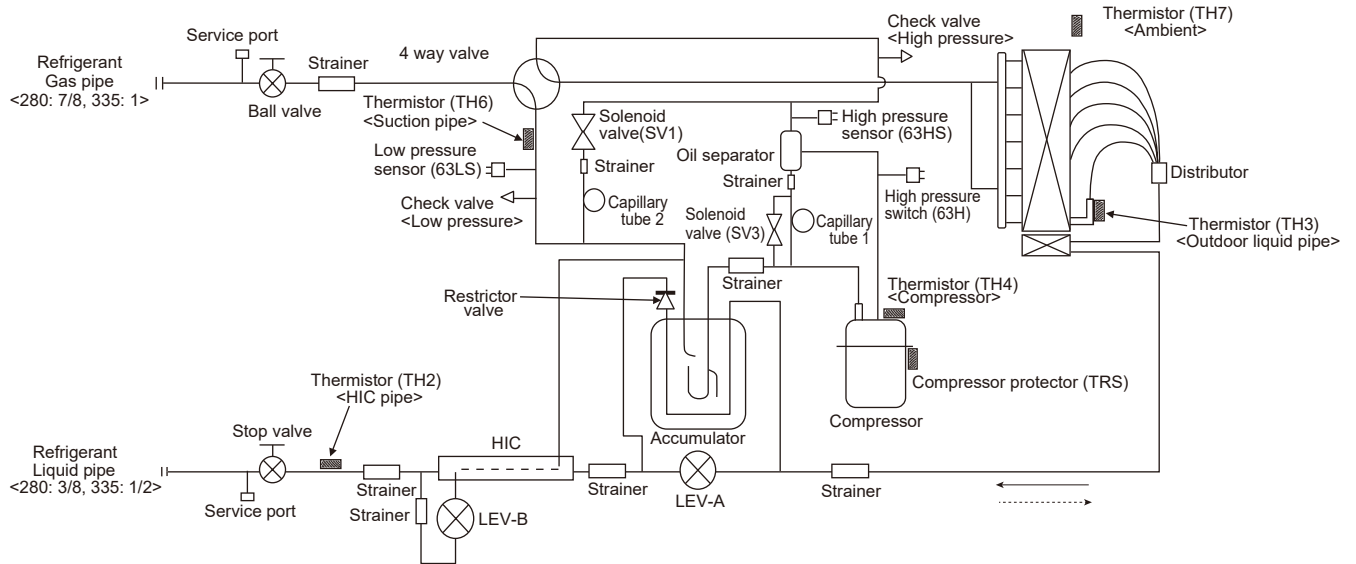 Service port
Refrigerant
Gas pipe
<280: 7/8, 335: 1>
Ball valve
Strainer
4 way valve
Check valve
<High pressure>
Thermistor (TH7)
<Ambient>
Thermistor (TH6)
<Suction pipe>
Low pressure
sensor (63LS)
Check valve
<Low pressure>
Solenoid
valve(SV1)
Strainer
Capillary
tube 2
High pressure
sensor (63HS)
Oil separator
Strainer
Solenoid
valve (SV3)
Capillary
tube 1
High pressure
switch (63H)
Distributor
Thermistor (TH3)
<Outdoor liquid pipe>
Strainer
Restrictor
valve
Thermistor (TH4)
<Compressor>
Compressor protector (TRS)
Compressor
Accumulator
Thermistor (TH2)
<HIC pipe>
Stop valve
Refrigerant
Liquid pipe
<280: 3/8, 335: 1/2>
Service port
Strainer
Strainer
HIC
LEV-B
Strainer
LEV-A
Strainer